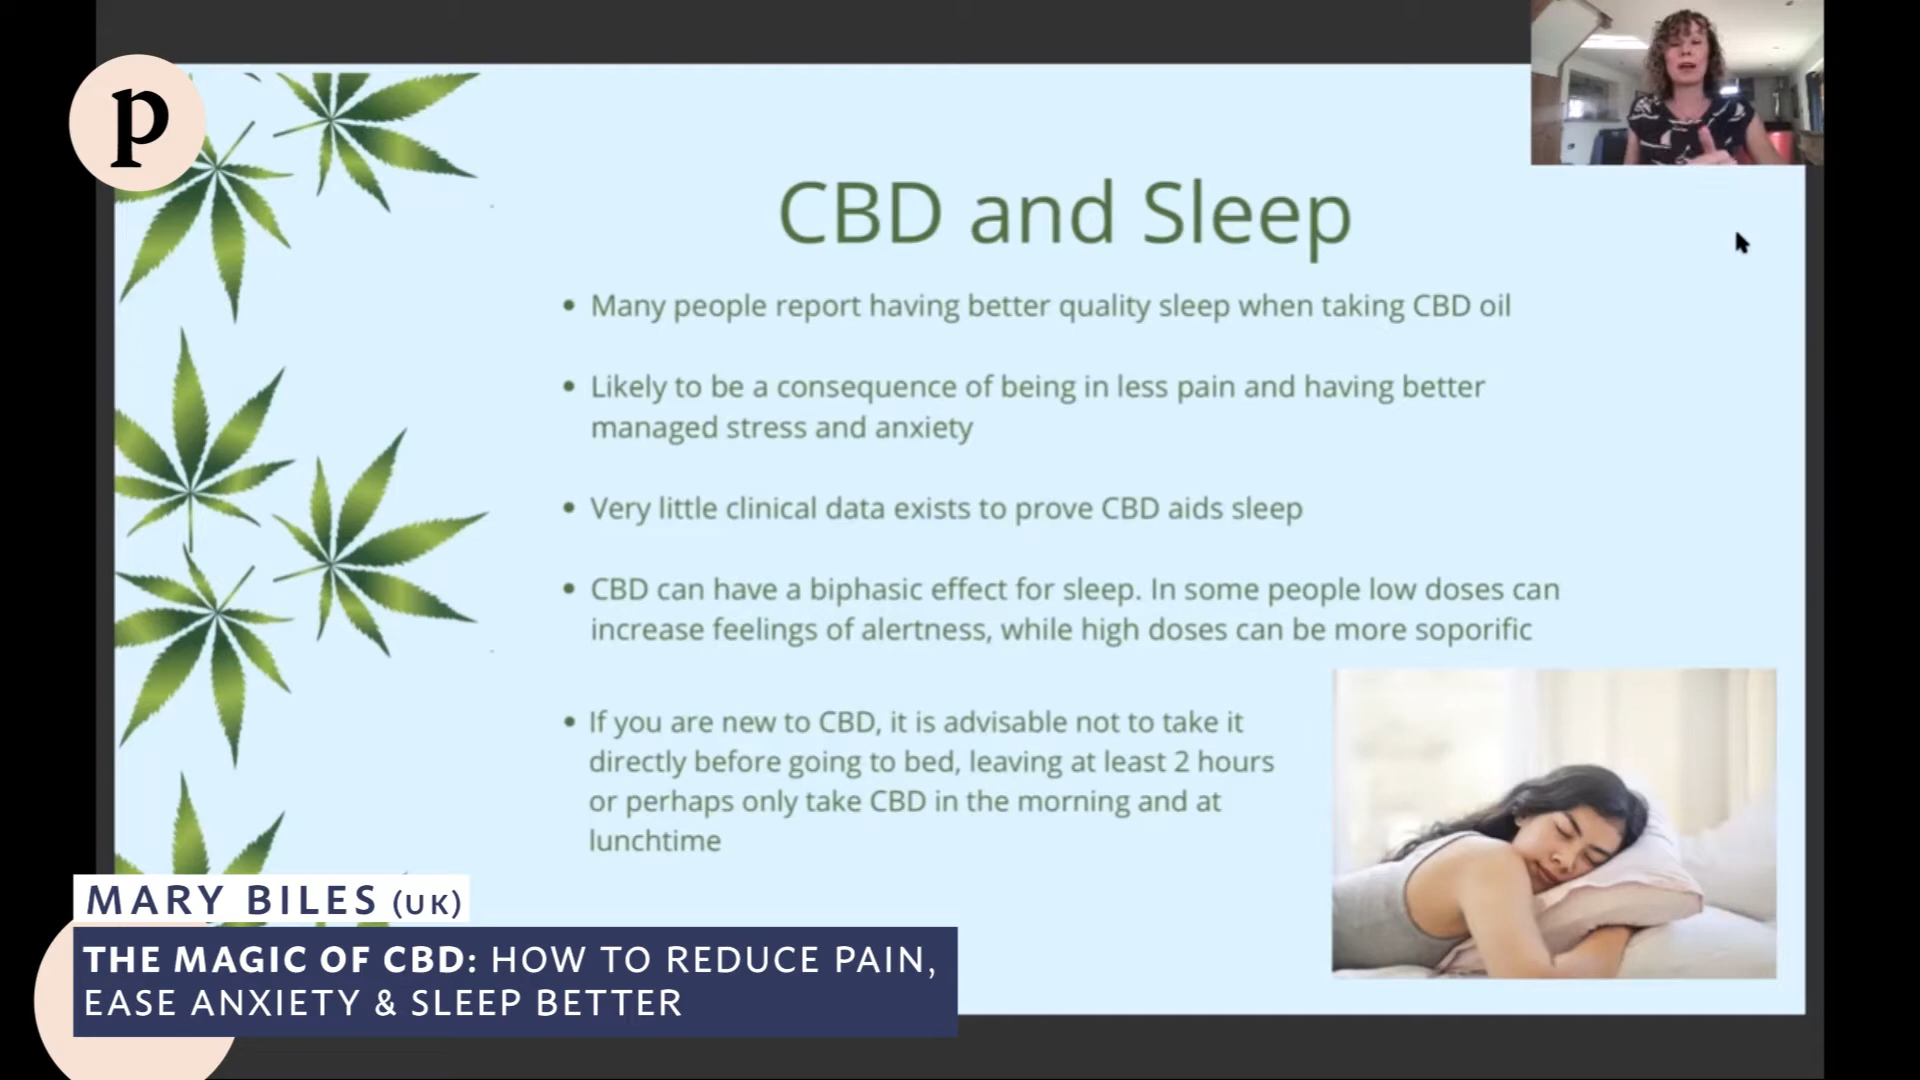 p
CBD and Sleep
• Many people report having better quality sleep when taking CBD oil
• Likely to be a consequence of being in less pain and having better
managed stress and anxiety
• Very little clinical data exists to prove CBD aids sleep
• CBD can have a biphasic effect for sleep. In some people low doses can
increase feelings of alertness, while high doses can be more soporific
• If you are new to CBD, it is advisable not to take it
directly before going to bed, leaving at least 2 hours
or perhaps only take CBD in the morning and at
lunchtime
MARY BILES (UK)
THE MAGIC OF CBD: HOW TO REDUCE PAIN,
EASE ANXIETY & SLEEP BETTER